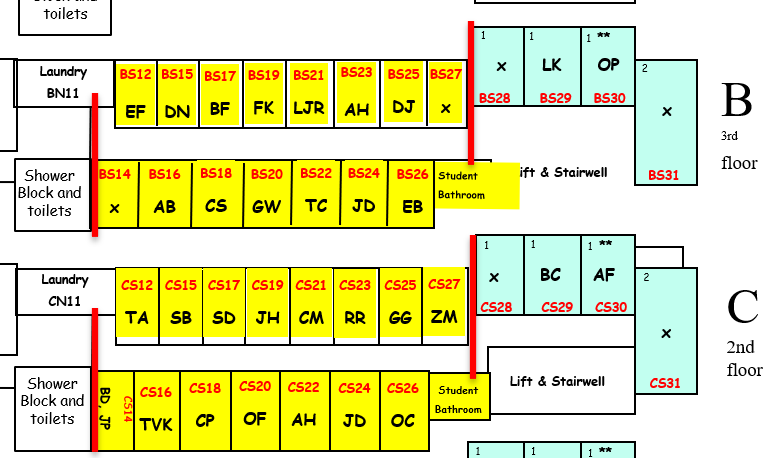 toilets
Laundry
BN11
BS12 BS15 BS17 BS19 BS21 BS23 BS25 BS27
EF DN BF FK LJR AH DJ x
1 1 1 **
x LK OP
BS28 BS29 BS30
2
x
BS31
B
3rd
floor
Shower
Block and
toilets
BS14 BS16 BS18 BS20 BS22 BS24 BS26
x AB CS GW TC JD EB
Student
Bathroom
ift & Stairwell
Laundry
CN11
CS12 CS15 CS17 CS19 CS21 CS23 CS25 CS27
TA SB SD JH CM RR GG ZM
1 1 1 **
x BC AF
CS28 CS29 CS30
2
x
CS31
C
2nd
floor
Shower
Block and
toilets
BD, JP
CS14
CS16 CS18 CS20 CS22 CS24 CS26
TVK CP OF AH JD OC
Student
Bathroom
Lift & Stairwell
1 1 1 **